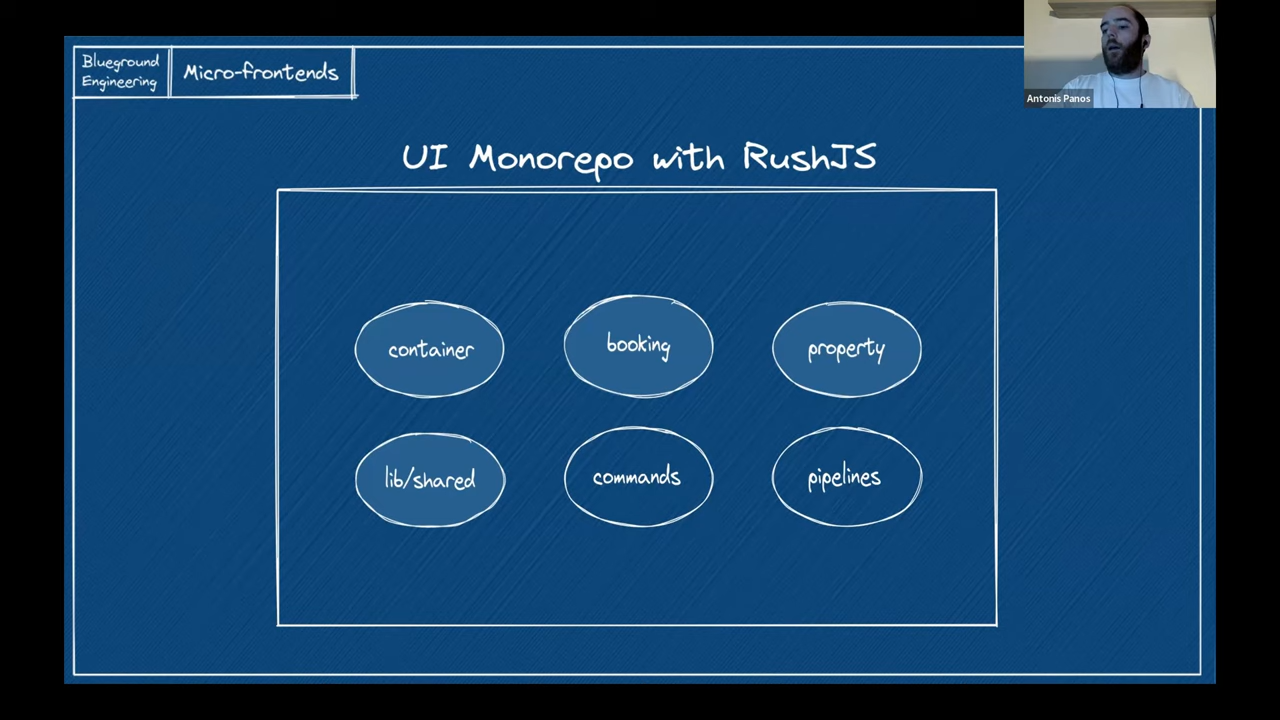 Blueground
Engineering
Micro-frontends
Antonis Panos
UI Monorepo with RushJS
container
booking
property
lib/shared
commands
pipelines